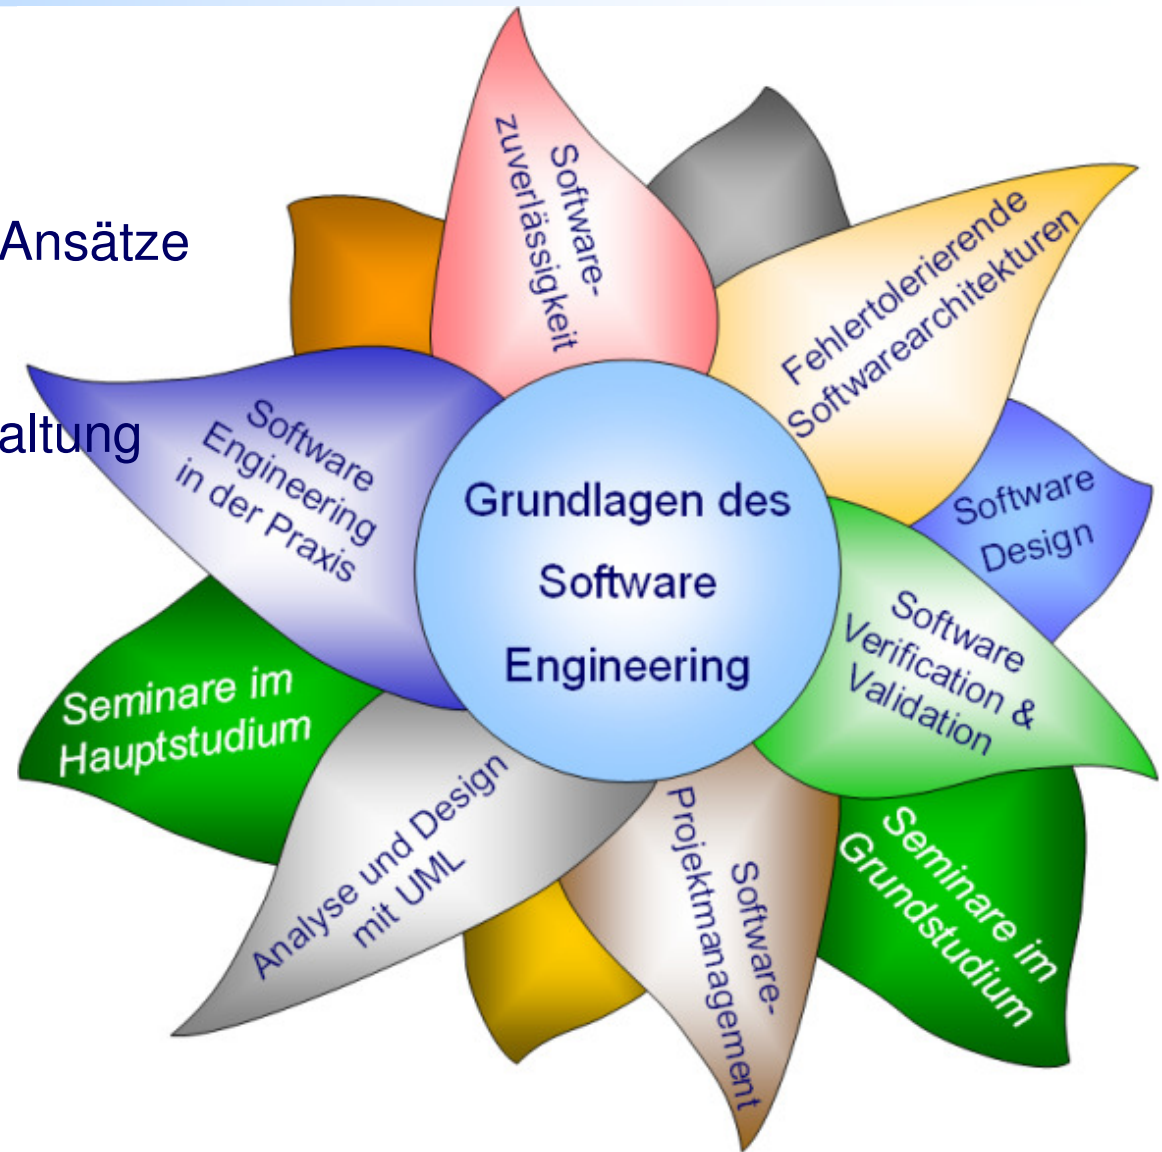 Software-
zuverlässigkeit
Fehlertolerierende
Softwarearchitekturen
Ansätze
altung
Software
Engineering
in der Praxis
Grundlagen des
Software
Engineering
Software
Design
Software
Verification &
Validation
Seminare im
Hauptstudium
Analyse und Design
mit UML
Software-
Projektmanagement
Seminare im
Grundstudium